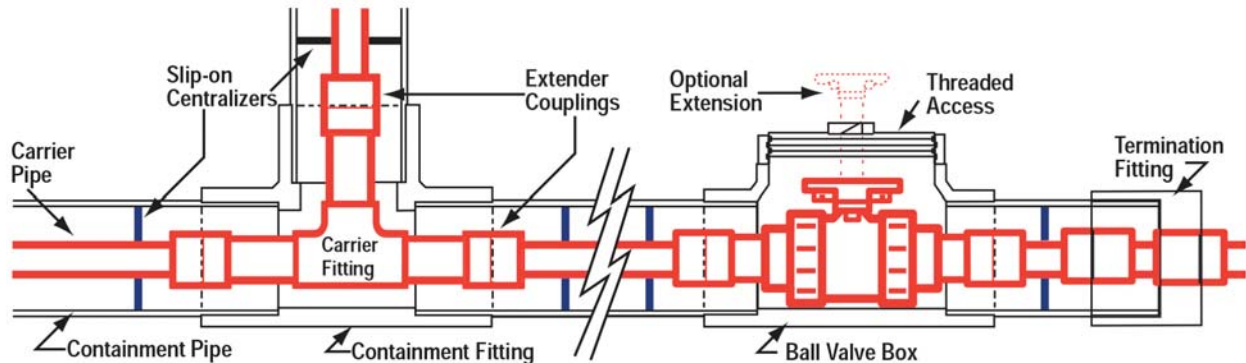 Slip-on
Centralizers
Extender
Couplings
Optional
Extension
Threaded
Access
Termination
Fitting
Carrier
Pipe
Carrier
Fitting
Containment Pipe
Containment Fitting
Ball Valve Box